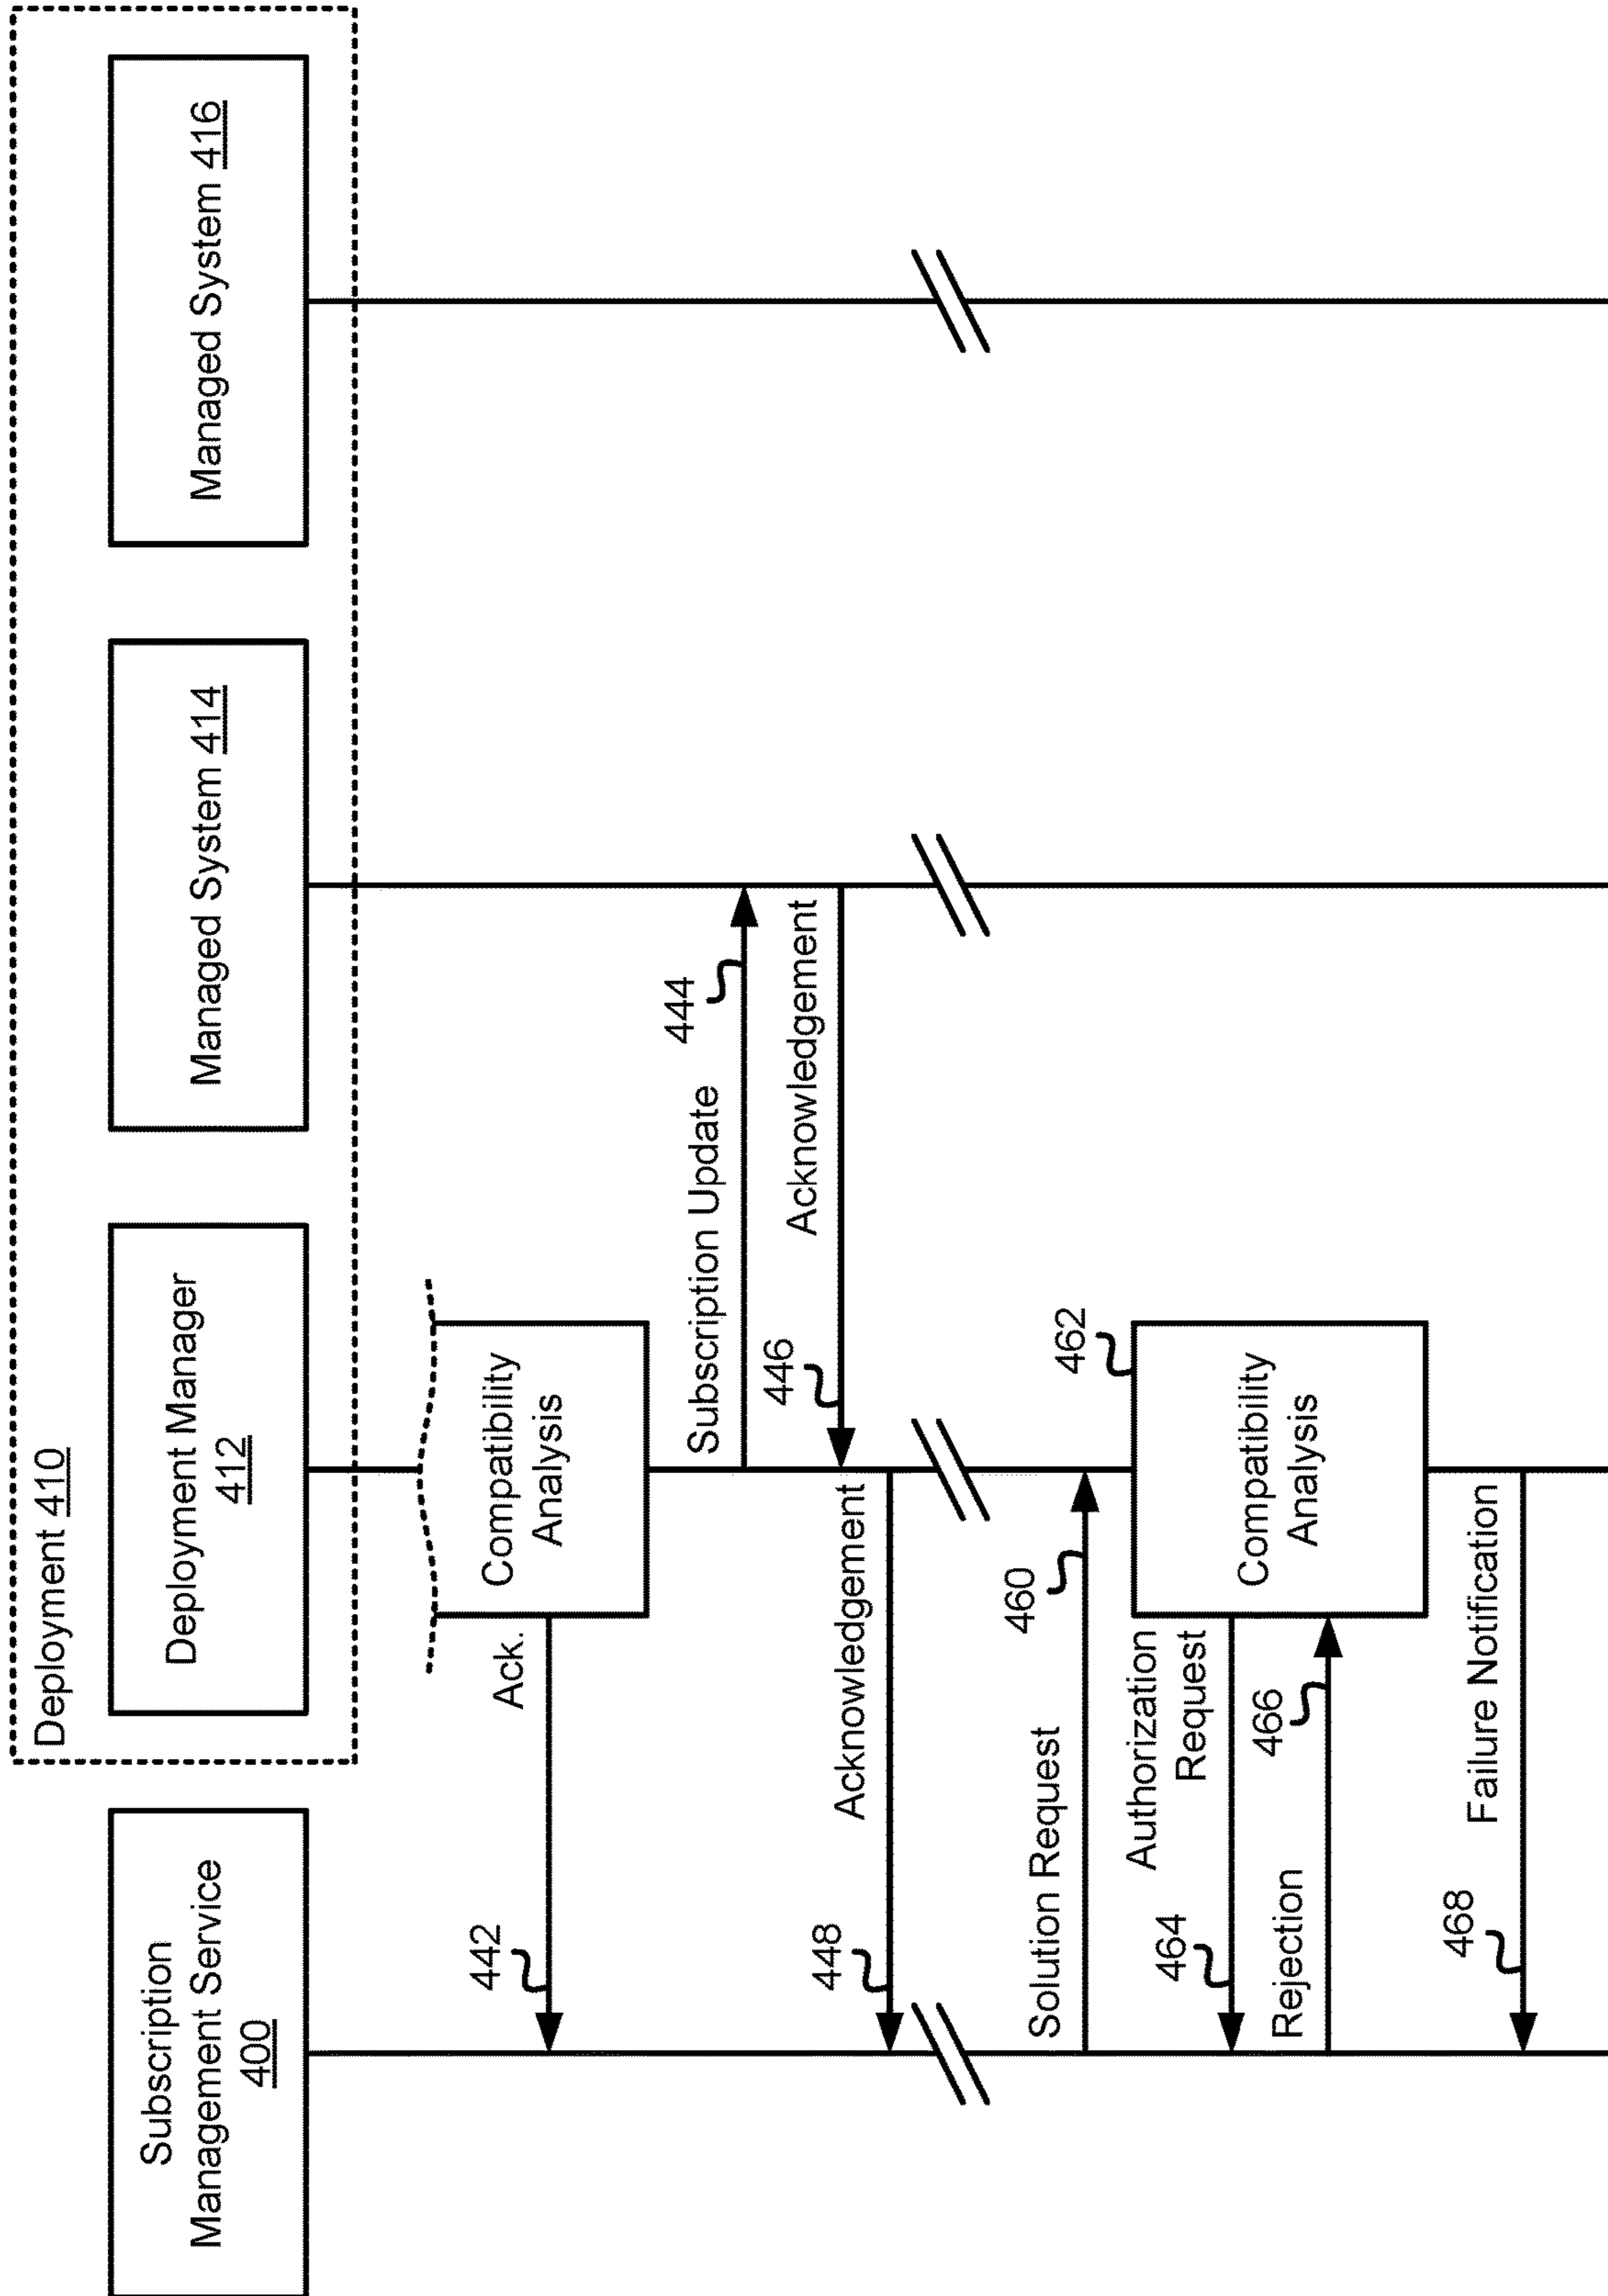 Deployment 410
Subscription
Management Service
400
Deployment Manager
412
Managed System 414
Managed System 416
Compatibility
Analysis
Ack.
442
Subscription Update
444
Acknowledgement
446
Acknowledgement
448
Solution Request
460
462
Compatibility
Analysis
Authorization
Request
464
Rejection
466
Failure Notification
468